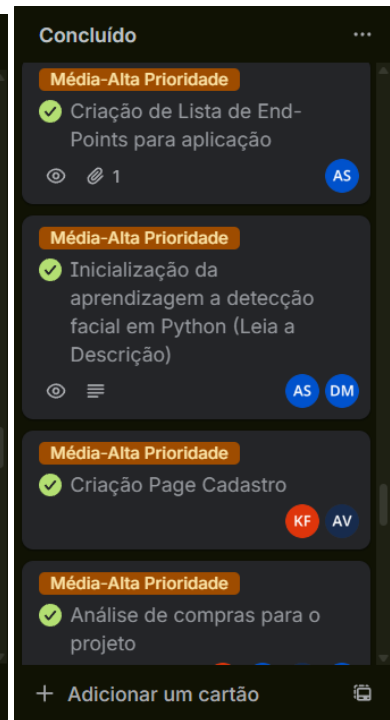 Concluído
Média-Alta Prioridade
Criação de Lista de End-
Points para aplicação
1
AS
Média-Alta Prioridade
Inicialização da
aprendizagem a detecção
facial em Python (Leia a
Descrição)
AS DM
Média-Alta Prioridade
Criação Page Cadastro
KF AV
Média-Alta Prioridade
Análise de compras para o
projeto
+ Adicionar um cartão